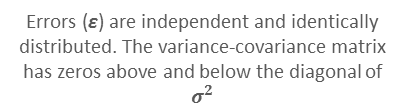 Errors (𝜺) are independent and identically
distributed. The variance-covariance matrix
has zeros above and below the diagonal of
𝝈²